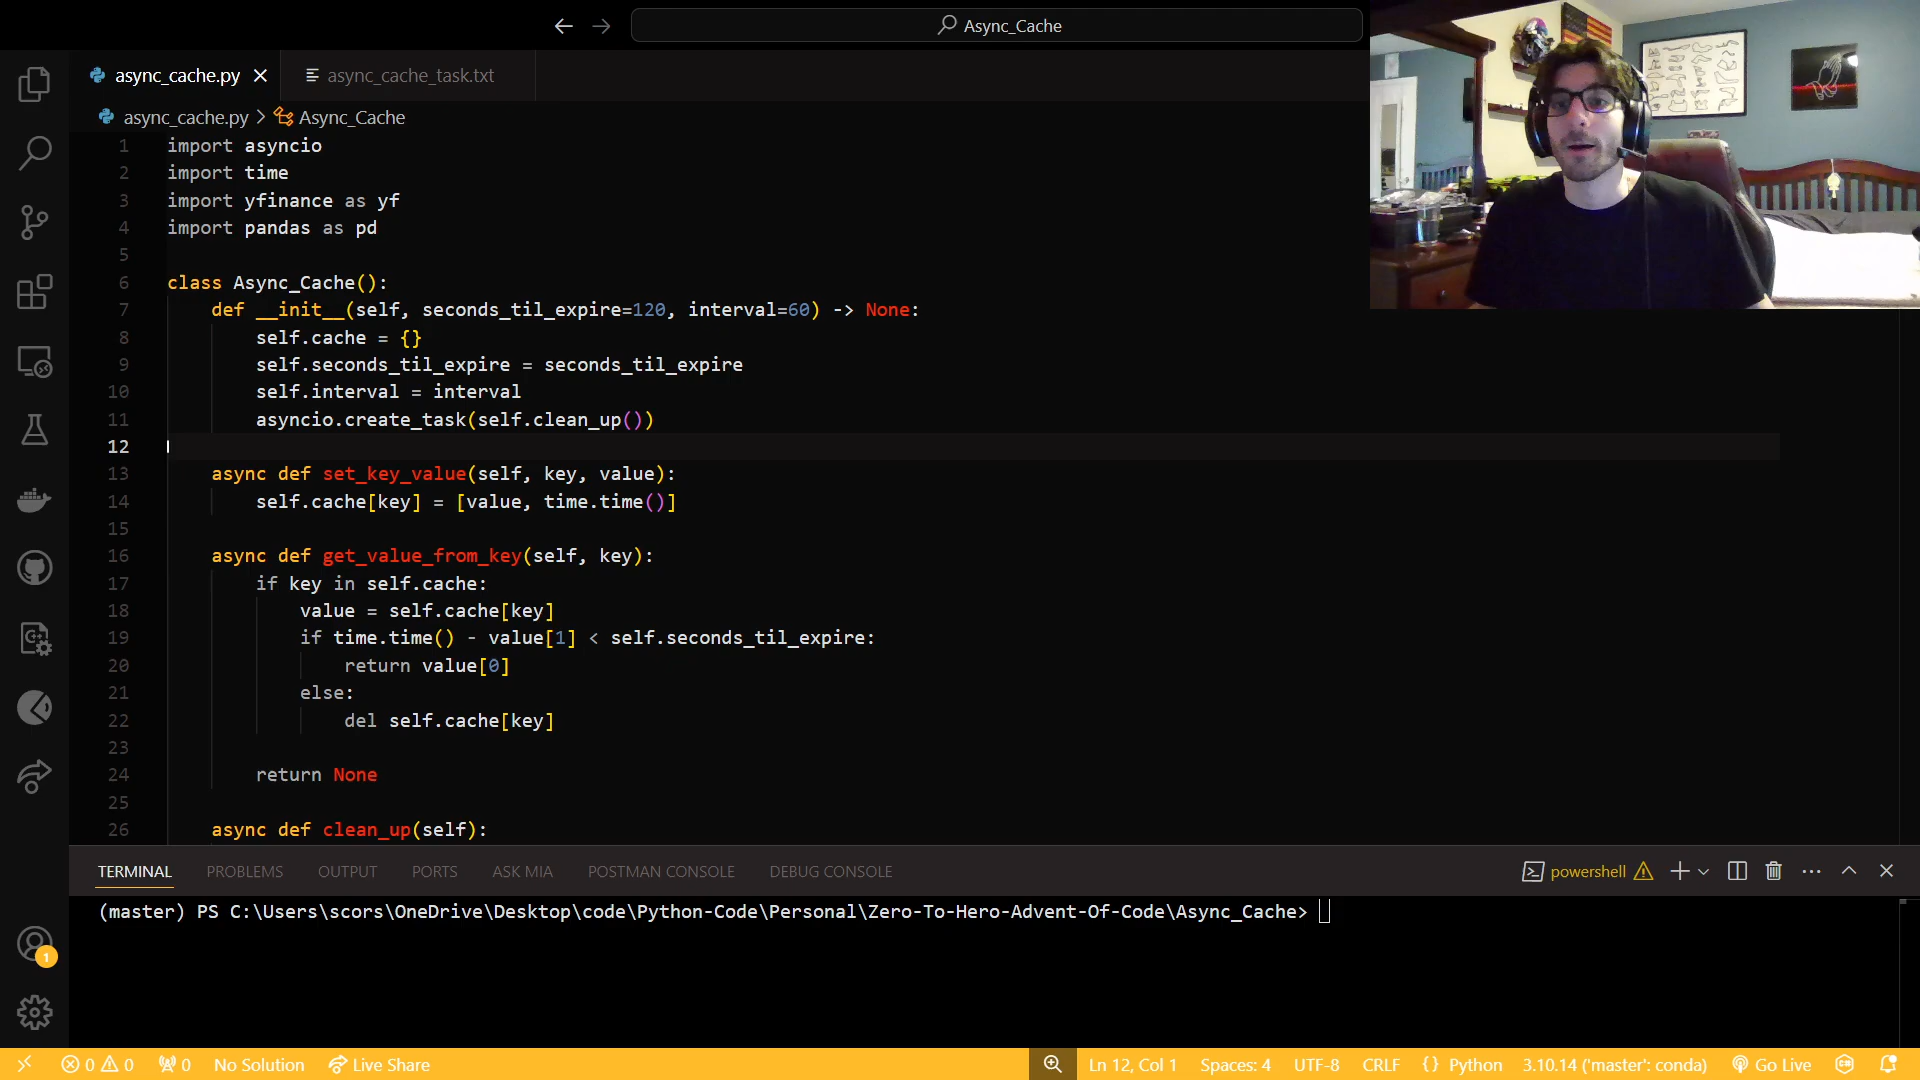 Async_Cache
async_cache.py
async_cache_task.txt
async_cache.py > Async_Cache
1 import asyncio
2 import time
3 import yfinance as yf
4 import pandas as pd
5
6 class Async_Cache():
7 def __init__(self, seconds_til_expire=120, interval=60) -> None:
8 self.cache = {}
9 self.seconds_til_expire = seconds_til_expire
10 self.interval = interval
11 asyncio.create_task(self.clean_up())
12
13 async def set_key_value(self, key, value):
14 self.cache[key] = [value, time.time()]
15
16 async def get_value_from_key(self, key):
17 if key in self.cache:
18 value = self.cache[key]
19 if time.time() - value[1] < self.seconds_til_expire:
20 return value[0]
21 else:
22 del self.cache[key]
23
24 return None
25
26 async def clean_up(self):
TERMINAL PROBLEMS OUTPUT PORTS ASK MIA POSTMAN CONSOLE DEBUG CONSOLE powershell
(master) PS C:\Users\scors\OneDrive\Desktop\code\Python-Code\Personal\Zero-To-Hero-Advent-Of-Code\Async_Cache>
1
0 0 0 No Solution Live Share Ln 12, Col 1 Spaces: 4 UTF-8 CRLF {} Python 3.10.14 ('master': conda) Go Live